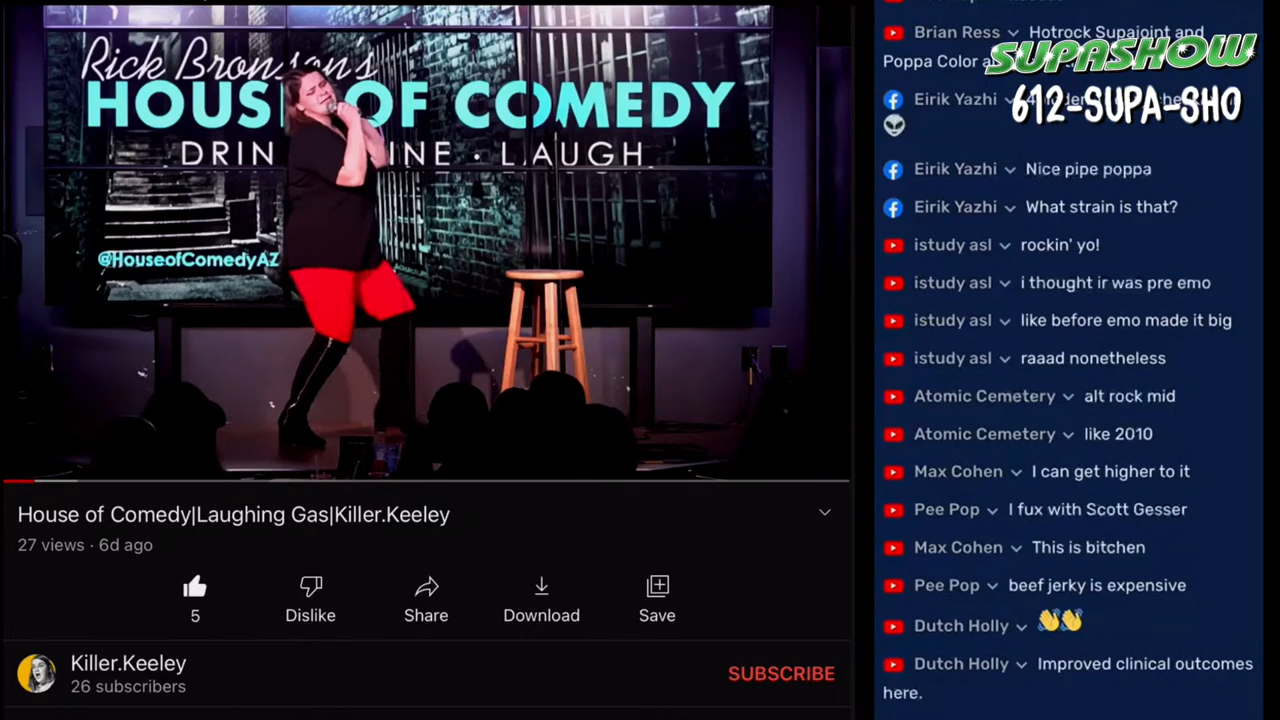 Rick Bronson's
HOUSE OF COMEDY
DRIN INE · LAUGH
@HouseofComedyAZ
House of Comedy|Laughing Gas|Killer.Keeley
27 views · 6d ago
5
Dislike
Share
Download
Save
Killer.Keeley
26 subscribers
SUBSCRIBE
SUPASHOW
612-SUPA-SHO
Brian Ress Hotrock Supajoint and
Poppa Color
Eirik Yazhi
Eirik Yazhi Nice pipe poppa
Eirik Yazhi What strain is that?
istudy asl rockin' yo!
istudy asl i thought ir was pre emo
istudy asl like before emo made it big
istudy asl raaad nonetheless
Atomic Cemetery alt rock mid
Atomic Cemetery like 2010
Max Cohen I can get higher to it
Pee Pop I fux with Scott Gesser
Max Cohen This is bitchen
Pee Pop beef jerky is expensive
Dutch Holly 👏👏
Dutch Holly Improved clinical outcomes
here.